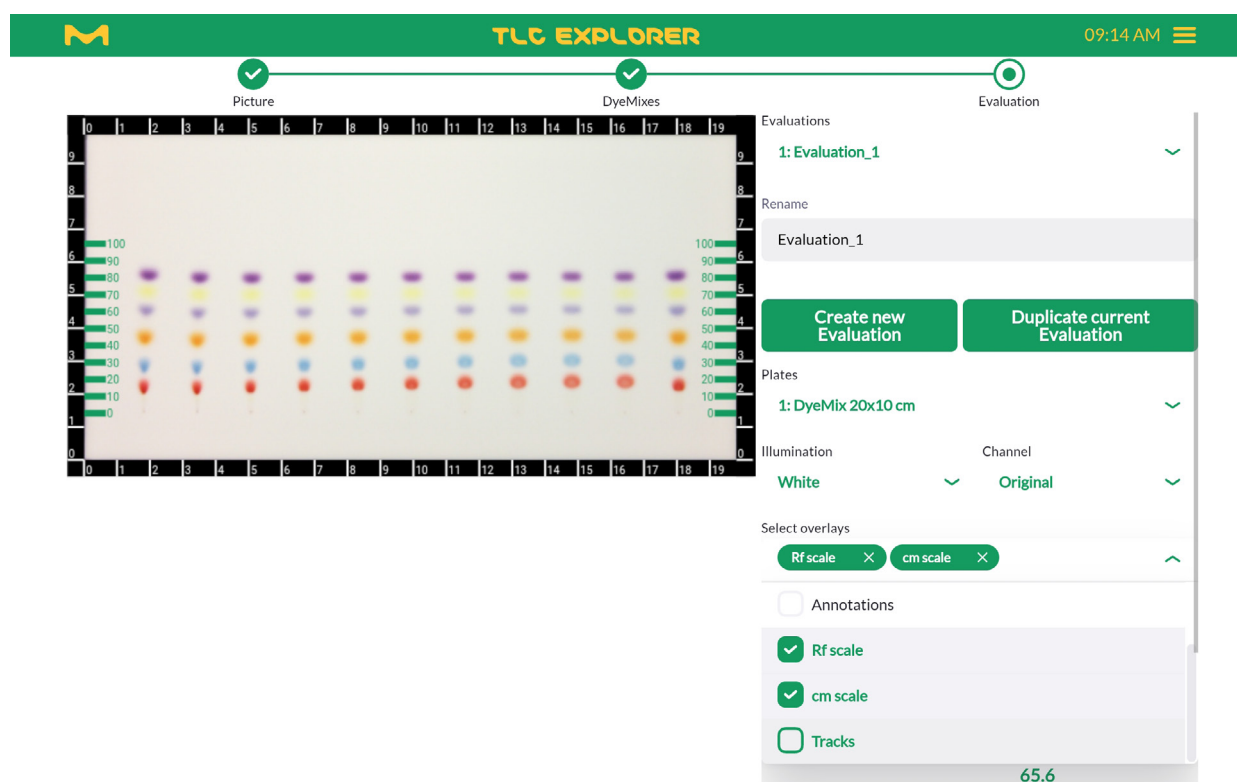 TLC EXPLORER
09:14 AM
Picture
DyeMixes
Evaluation
0 1 2 3 4 5 6 7 8 9 10 11 12 13 14 15 16 17 18 19
9 9
8 8
7 7
100 100
6 90 90 6
80 80
5 70 70 5
60 60
4 50 50 4
40 40
3 30 30 3
20 20
2 10 10 2
0 0
1 1
0 0
0 1 2 3 4 5 6 7 8 9 10 11 12 13 14 15 16 17 18 19
Evaluations
1: Evaluation_1
Rename
Evaluation_1
Create new
Evaluation
Duplicate current
Evaluation
Plates
1: DyeMix 20x10 cm
Illumination
Channel
White
Original
Select overlays
Rf scale
cm scale
Annotations
Rf scale
cm scale
Tracks
65,6